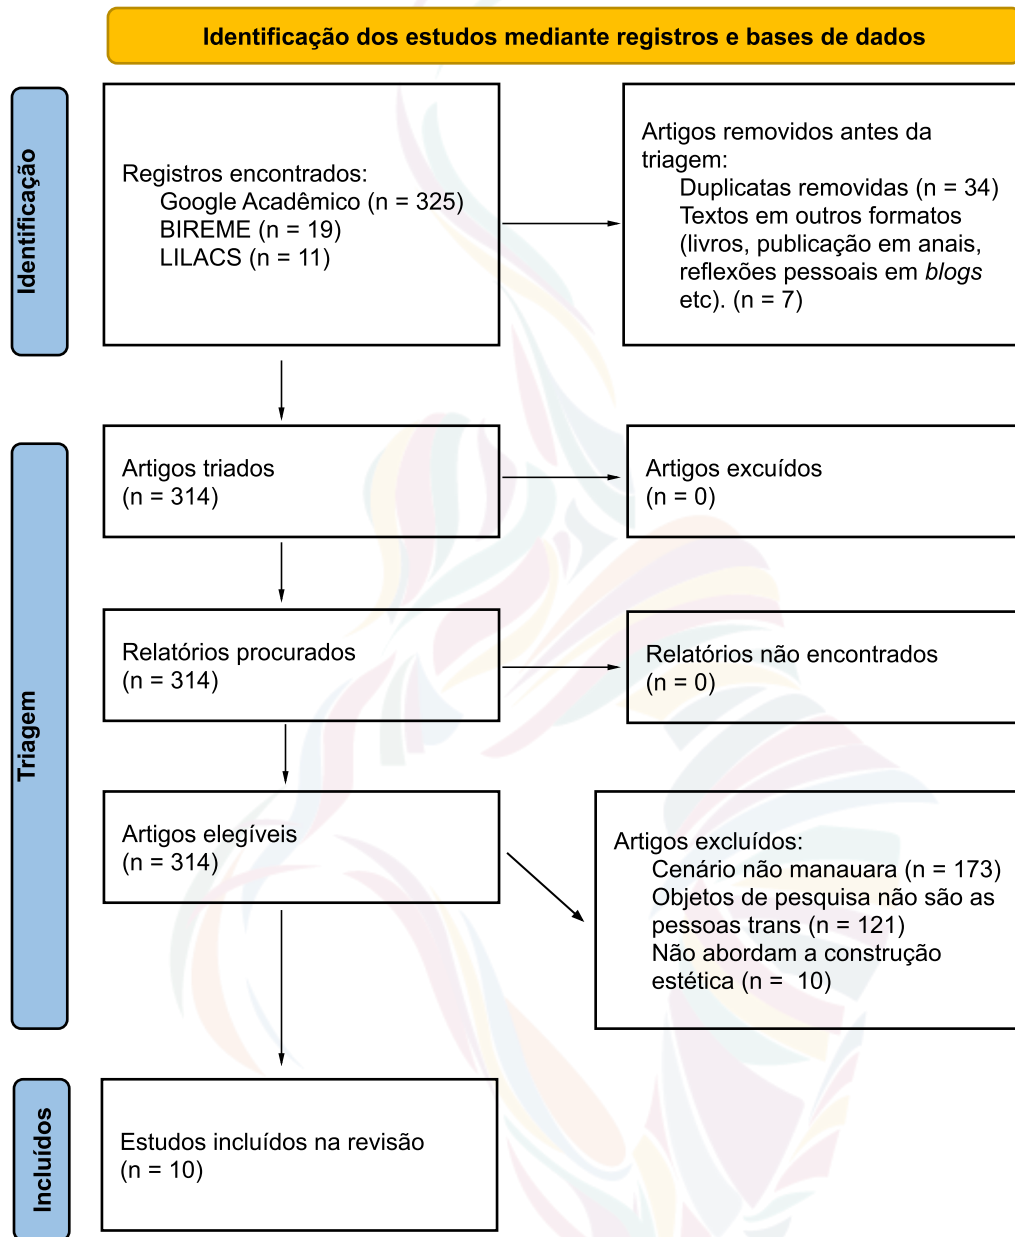 Identificação dos estudos mediante registros e bases de dados
Identificação
Registros encontrados:
Google Acadêmico (n = 325)
BIREME (n = 19)
LILACS (n = 11)
Artigos removidos antes da
triagem:
Duplicatas removidas (n = 34)
Textos em outros formatos
(livros, publicação em anais,
reflexões pessoais em blogs
etc). (n = 7)
Triagem
Artigos triados
(n = 314)
Artigos excuídos
(n = 0)
Relatórios procurados
(n = 314)
Relatórios não encontrados
(n = 0)
Artigos elegíveis
(n = 314)
Artigos excluídos:
Cenário não manauara (n = 173)
Objetos de pesquisa não são as
pessoas trans (n = 121)
Não abordam a construção
estética (n =  10)
Incluídos
Estudos incluídos na revisão
(n = 10)